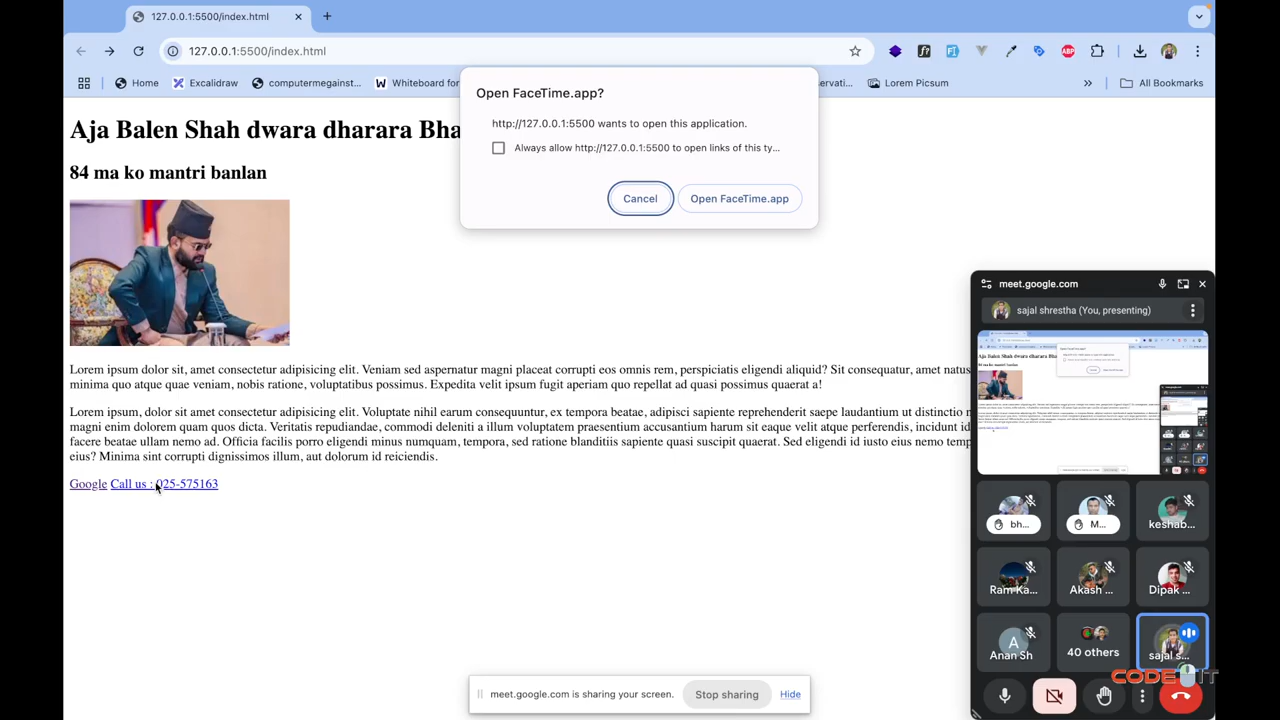 127.0.0.1:5500/index.html
127.0.0.1:5500/index.html
Home
Excalidraw
computermegainst...
Whiteboard for
ervati...
Lorem Picsum
All Bookmarks
Open FaceTime.app?
http://127.0.0.1:5500 wants to open this application.
Always allow http://127.0.0.1:5500 to open links of this ty...
Cancel
Open FaceTime.app
Aja Balen Shah dwara dharara Bha
84 ma ko mantri banlan
Lorem ipsum dolor sit, amet consectetur adipisicing elit. Veniam sed aspernatur magni placeat corrupti eos omnis rem, perspiciatis eligendi aliquid? Sit consequatur, amet natus
minima quo atque quae veniam, nobis ratione, voluptatibus possimus. Expedita velit ipsum fugit aperiam quo repellat ad quasi possimus quaerat a!
Lorem ipsum, dolor sit amet consectetur adipisicing elit. Voluptate nihil earum hic consequuntur, ex tempora beatae, adipisci sapiente reprehenderit saepe laudantium ut distinctio n
magni enim dolorem quam quos dicta. Totam molestiae, commodi deleniti a illum voluptas praesentium accusantium harum sit eaque velit atque perferendis, incidunt id
facere beatae ullam nemo ad. Officia facilis porro eligendi minus numquam, tempora, sed ratione blanditiis sapiente quasi suscipit quaerat. Sed eligendi id iusto eius nemo temp
eius? Minima sint corrupti dignissimos illum, aut dolorum id reiciendis.
Google Call us : 025-575163
meet.google.com
sajal shrestha (You, presenting)
bh...
M...
keshab...
Ram Ka...
Akash ...
Dipak ...
A
Anan Sh
40 others
sajal s...
CODE IT
meet.google.com is sharing your screen.
Stop sharing
Hide